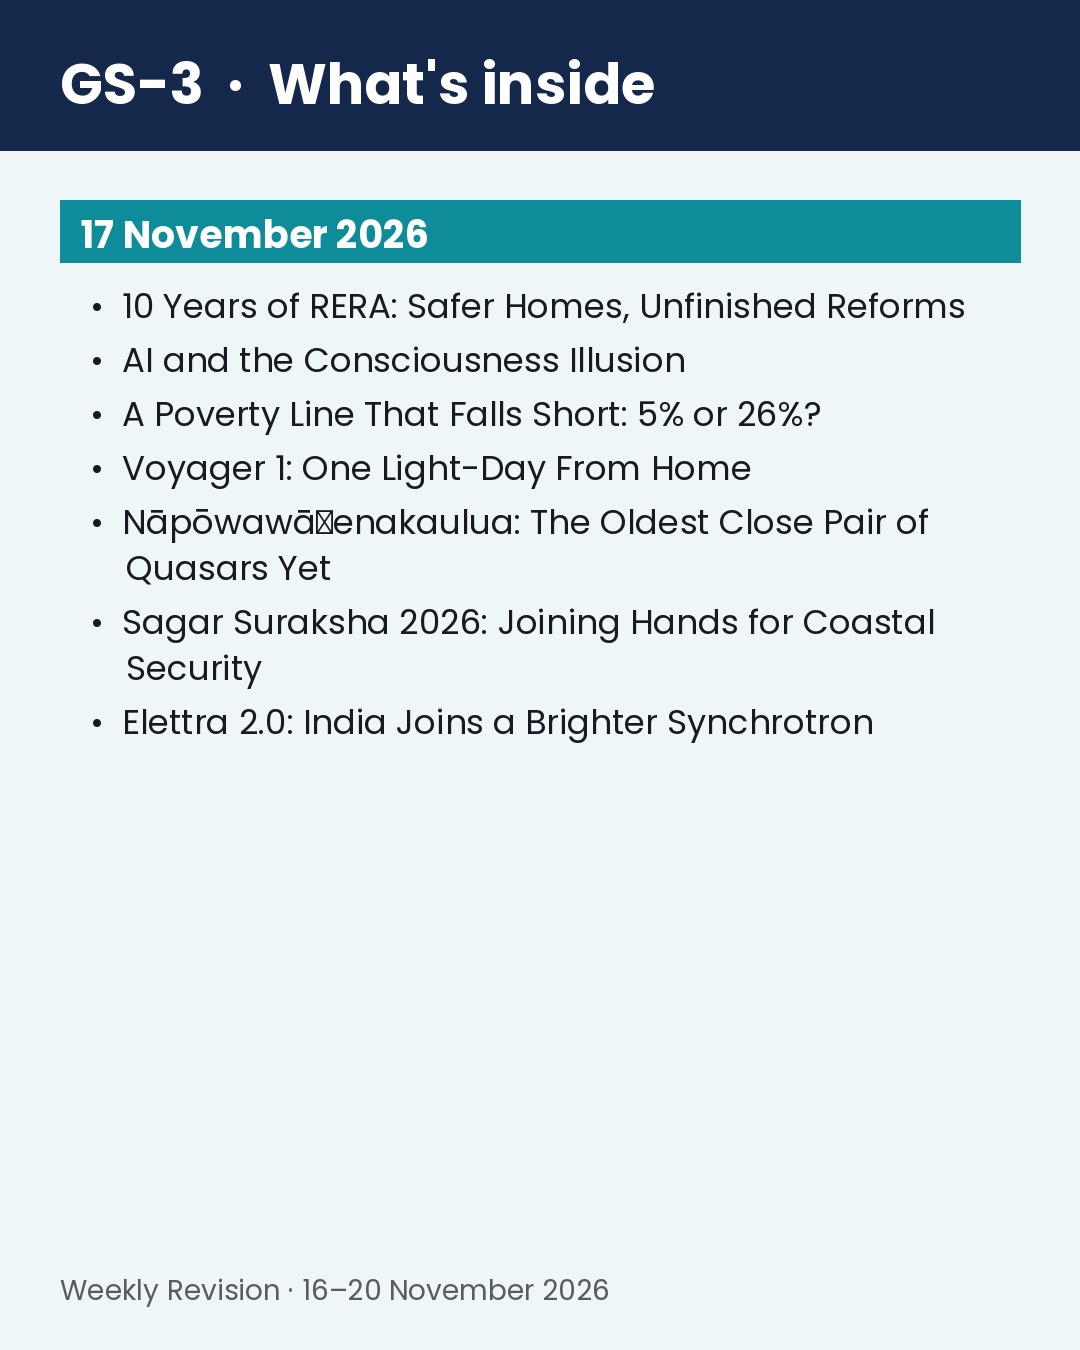 GS-3 · What's inside
17 November 2026
• 10 Years of RERA: Safer Homes, Unfinished Reforms
• AI and the Consciousness Illusion
• A Poverty Line That Falls Short: 5% or 26%?
• Voyager 1: One Light-Day From Home
• Nāpōwawā☒enakaulua: The Oldest Close Pair of
Quasars Yet
• Sagar Suraksha 2026: Joining Hands for Coastal
Security
• Elettra 2.0: India Joins a Brighter Synchrotron
Weekly Revision · 16–20 November 2026